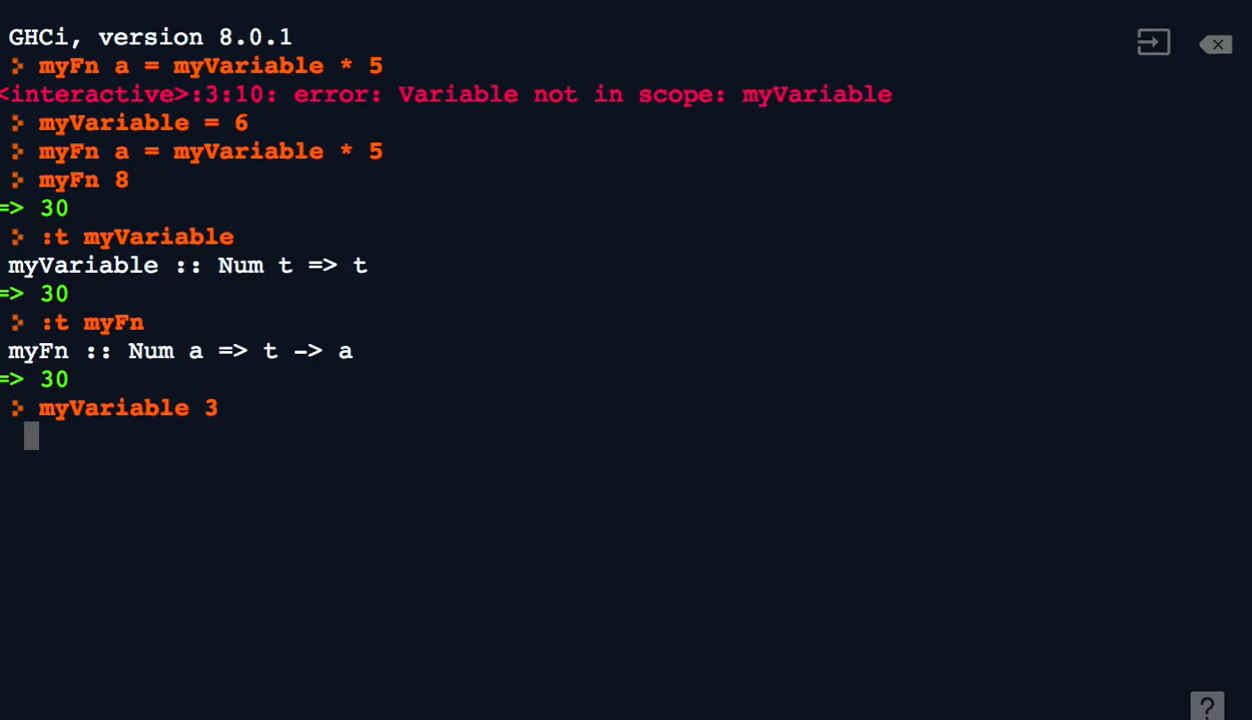 GHCi, version 8.0.1
> myFn a = myVariable * 5
<interactive>:3:10: error: Variable not in scope: myVariable
> myVariable = 6
> myFn a = myVariable * 5
> myFn 8
=> 30
> :t myVariable
myVariable :: Num t => t
=> 30
> :t myFn
myFn :: Num a => t -> a
=> 30
> myVariable 3
?